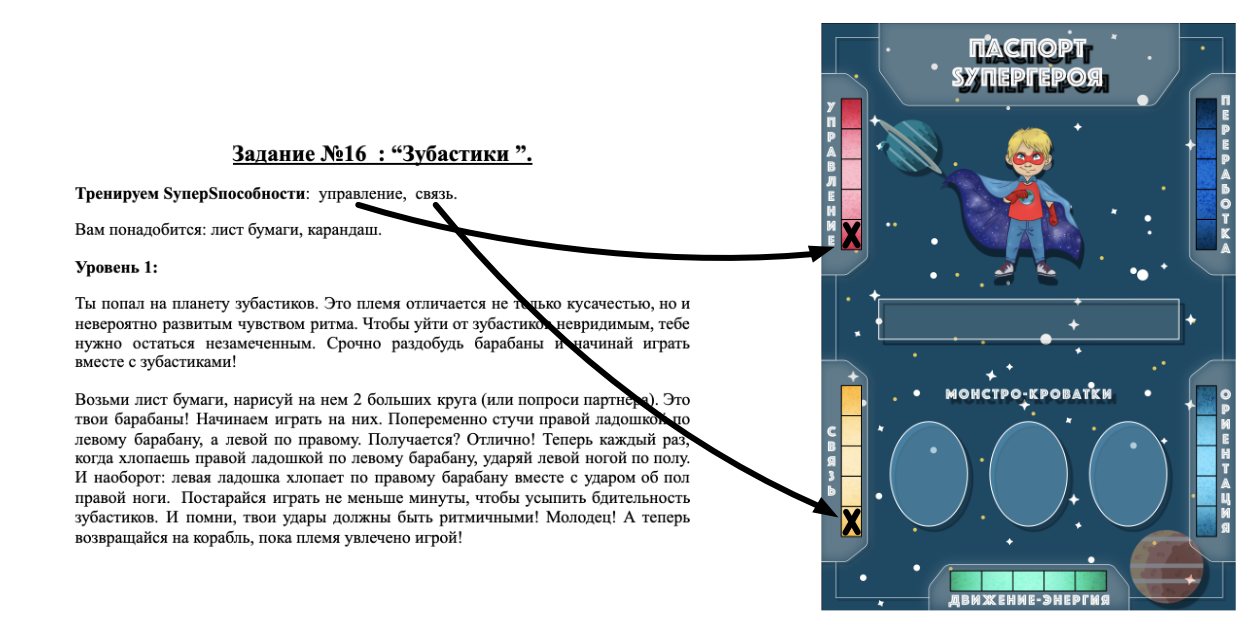 Задание №16 : “Зубастики ”.
Тренируем SуперSпособности: управление, связь.
Вам понадобится: лист бумаги, карандаш.
Уровень 1:
Ты попал на планету зубастиков. Это племя отличается не только кусачестью, но и
невероятно развитым чувством ритма. Чтобы уйти от зубастиков невридимым, тебе
нужно остаться незамеченным. Срочно раздобудь барабаны и начинай играть
вместе с зубастиками!
Возьми лист бумаги, нарисуй на нем 2 больших круга (или попроси партнера). Это
твои барабаны! Начинаем играть на них. Попеременно стучи правой ладошкой по
левому барабану, а левой по правому. Получается? Отлично! Теперь каждый раз,
когда хлопаешь правой ладошкой по левому барабану, ударяй левой ногой по полу.
И наоборот: левая ладошка хлопает по правому барабану вместе с ударом об пол
правой ноги. Постарайся играть не меньше минуты, чтобы усыпить бдительность
зубастиков. И помни, твои удары должны быть ритмичными! Молодец! А теперь
возвращайся на корабль, пока племя увлечено игрой!
ПАСПОРТ
SУПЕРГЕРОЯ
УПРАВЛЕНИЕ
ПЕРЕРАБОТКА
МОНСТРО-КРОВАТКИ
СВЯЗЬ
ОРИЕНТАЦИЯ
ДВИЖЕНИЕ-ЭНЕРГИЯ